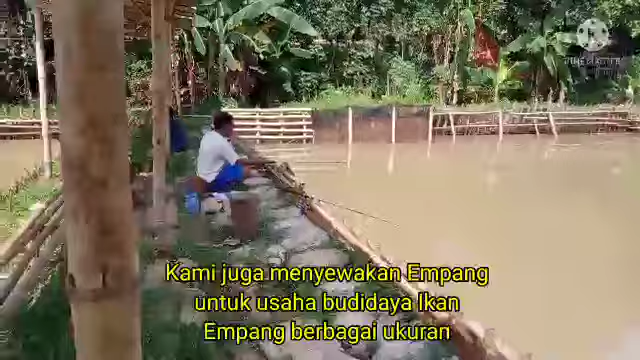 Kami juga menyewakan Empang
untuk usaha budidaya Ikan
Empang berbagai ukuran